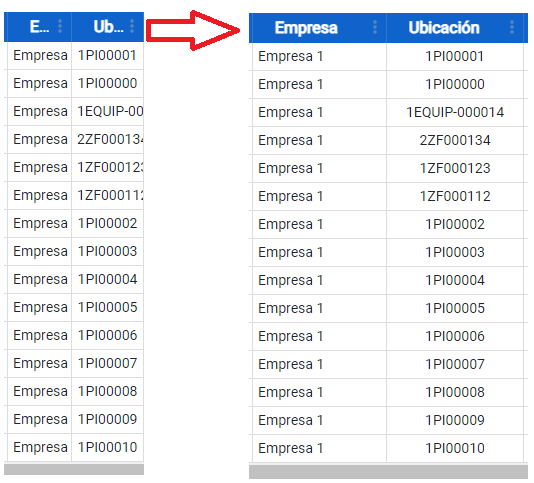 E... Ub...
Empresa 1PI00001
Empresa 1PI00000
Empresa 1EQUIP-00
Empresa 2ZF000134
Empresa 1ZF000123
Empresa 1ZF000112
Empresa 1PI00002
Empresa 1PI00003
Empresa 1PI00004
Empresa 1PI00005
Empresa 1PI00006
Empresa 1PI00007
Empresa 1PI00008
Empresa 1PI00009
Empresa 1PI00010
Empresa Ubicación
Empresa 1 1PI00001
Empresa 1 1PI00000
Empresa 1 1EQUIP-000014
Empresa 1 2ZF000134
Empresa 1 1ZF000123
Empresa 1 1ZF000112
Empresa 1 1PI00002
Empresa 1 1PI00003
Empresa 1 1PI00004
Empresa 1 1PI00005
Empresa 1 1PI00006
Empresa 1 1PI00007
Empresa 1 1PI00008
Empresa 1 1PI00009
Empresa 1 1PI00010